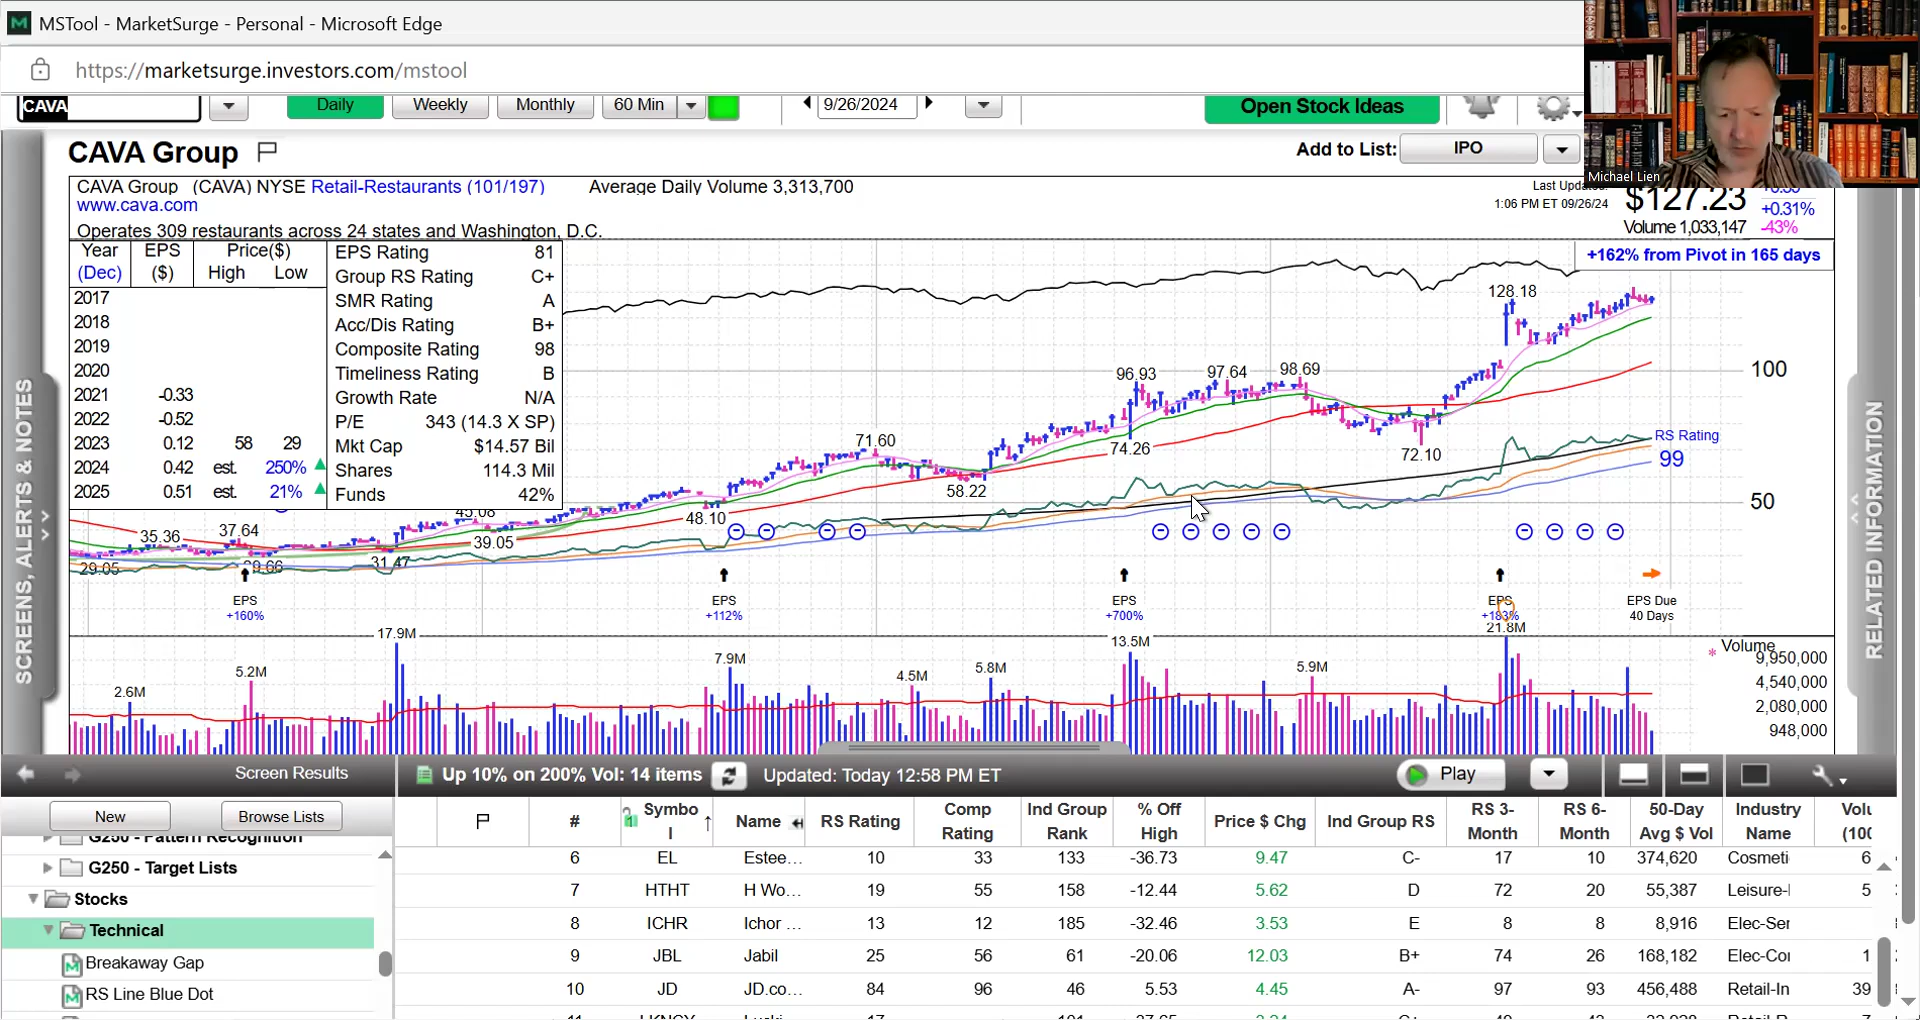 MSTool - MarketSurge - Personal - Microsoft Edge
https://marketsurge.investors.com/mstool
CAVA
Daily
Weekly
Monthly
60 Min
9/26/2024
Open Stock Ideas
Michael Lien
CAVA Group
Add to List:
IPO
CAVA Group (CAVA) NYSE Retail-Restaurants (101/197) Average Daily Volume 3,313,700
www.cava.com
Operates 309 restaurants across 24 states and Washington, D.C.
Last Updated:
1:06 PM ET 09/26/24
$127.23
+0.31%
Volume 1,033,147 -43%
+162% from Pivot in 165 days
Year EPS Price($)
(Dec) ($) High Low
2017
2018
2019
2020
2021 -0.33
2022 -0.52
2023 0.12 58 29
2024 0.42 est. 250%
2025 0.51 est. 21%
EPS Rating 81
Group RS Rating C+
SMR Rating A
Acc/Dis Rating B+
Composite Rating 98
Timeliness Rating B
Growth Rate N/A
P/E 343 (14.3 X SP)
Mkt Cap $14.57 Bil
Shares 114.3 Mil
Funds 42%
128.18
100
96.93 97.64 98.69
71.60
74.26
72.10
RS Rating
99
58.22
50
48.10
45.08
39.05
35.36 37.64
31.47
29.05 29.66
EPS
+160%
EPS
+112%
EPS
+700%
EPS
+183%
EPS Due
40 Days
2.6M
5.2M
17.9M
7.9M
4.5M
5.8M
13.5M
5.9M
21.8M
Volume
9,950,000
4,540,000
2,080,000
948,000
SCREENS, ALERTS & NOTES
RELATED INFORMATION
Screen Results
Up 10% on 200% Vol: 14 items
Updated: Today 12:58 PM ET
Play
New
Browse Lists
G250 - Pattern Recognition
G250 - Target Lists
Stocks
Technical
Breakaway Gap
RS Line Blue Dot
# Symbo
l Name RS Rating Comp
Rating Ind Group
Rank % Off
High Price $ Chg Ind Group RS RS 3-
Month RS 6-
Month 50-Day
Avg $ Vol Industry
Name Volu
(100
6 EL Estee... 10 33 133 -36.73 9.47 C- 17 10 374,620 Cosmeti 6
7 HTHT H Wo... 19 55 158 -12.44 5.62 D 72 20 55,387 Leisure-l 5
8 ICHR Ichor ... 13 12 185 -32.46 3.53 E 8 8 8,916 Elec-Ser
9 JBL Jabil 25 56 61 -20.06 12.03 B+ 74 26 168,182 Elec-Co 1
10 JD JD.co... 84 96 46 5.53 4.45 A- 97 93 456,488 Retail-In 39